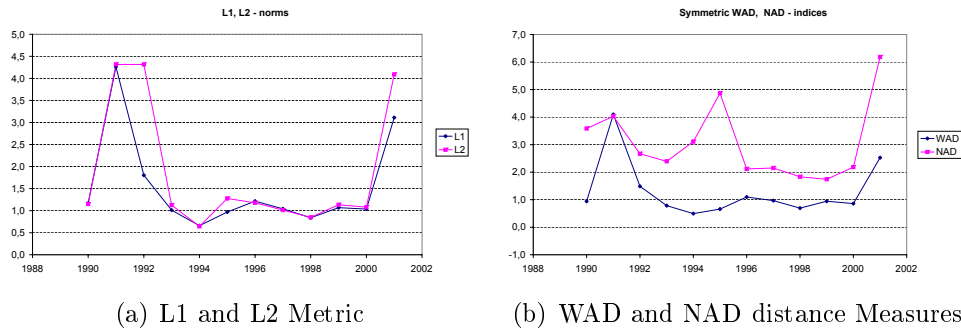 L1, L2 - norms
5,0
4,5
4,0
3,5
3,0
2,5
2,0
1,5
1,0
0,5
0,0
1988 1990 1992 1994 1996 1998 2000 2002
L1
L2
(a) L1 and L2 Metric
Symmetric WAD, NAD - indices
7,0
6,0
5,0
4,0
3,0
2,0
1,0
0,0
-1,0
1988 1990 1992 1994 1996 1998 2000 2002
WAD
NAD
(b) WAD and NAD distance Measures